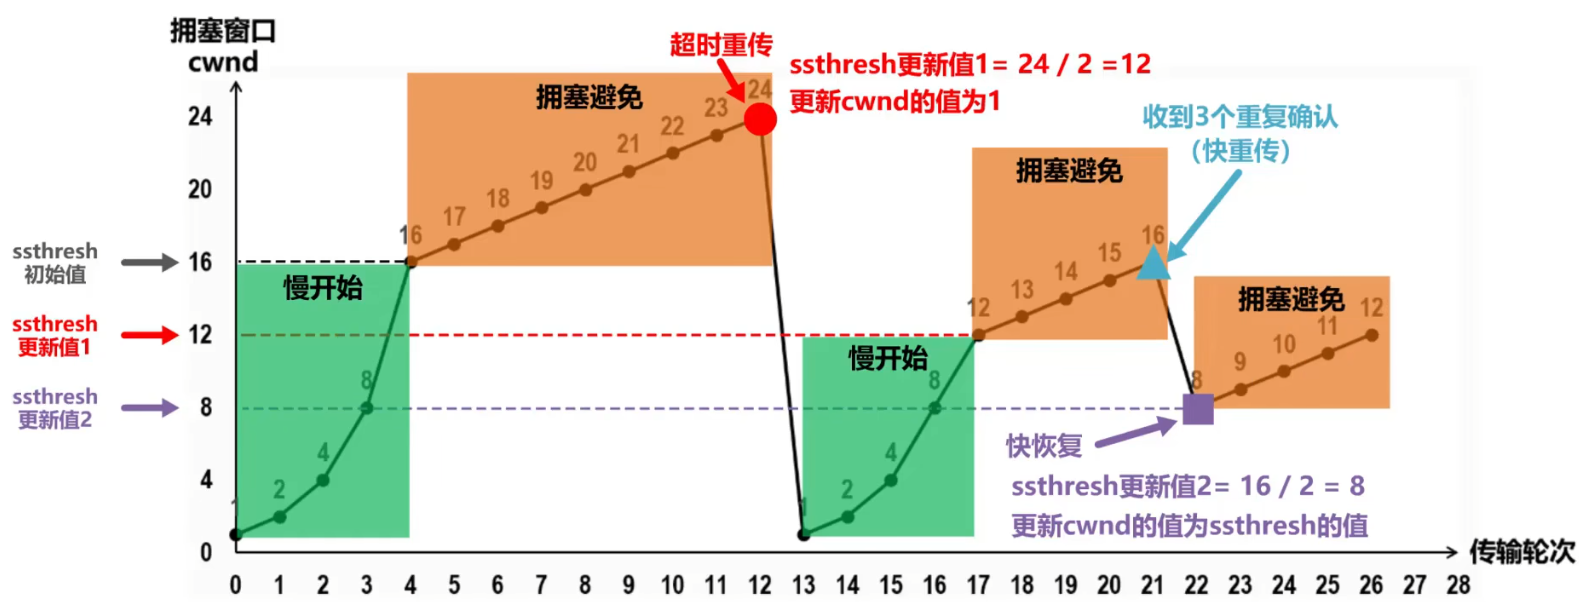 拥塞窗口
cwnd
超时重传
ssthresh更新值1= 24 / 2 =12
更新cwnd的值为1
收到3个重复确认
（快重传）
拥塞避免
拥塞避免
拥塞避免
慢开始
慢开始
ssthresh
初始值
ssthresh
更新值1
ssthresh
更新值2
24
20
16
12
8
4
0
1
2
4
8
16
17
18
19
20
21
22
23
24
1
2
4
8
12
13
14
15
16
8
9
10
11
12
快恢复
ssthresh更新值2= 16 / 2 = 8
更新cwnd的值为ssthresh的值
传输轮次
0 1 2 3 4 5 6 7 8 9 10 11 12 13 14 15 16 17 18 19 20 21 22 23 24 25 26 27 28